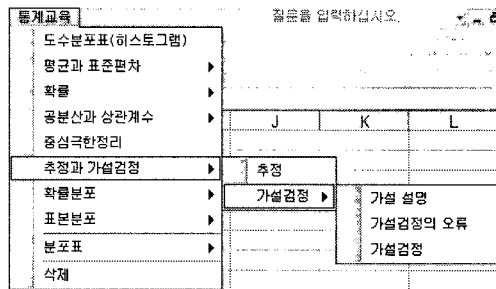 통계교육
질문을 입력하십시오.
도수분포표(히스토그램)
평균과 표준편차
확률
공분산과 상관계수
중심극한정리
추정과 가설검정
확률분포
표본분포
분포표
삭제
J K L
추정
가설검정
가설 설명
가설검정의 오류
가설검정